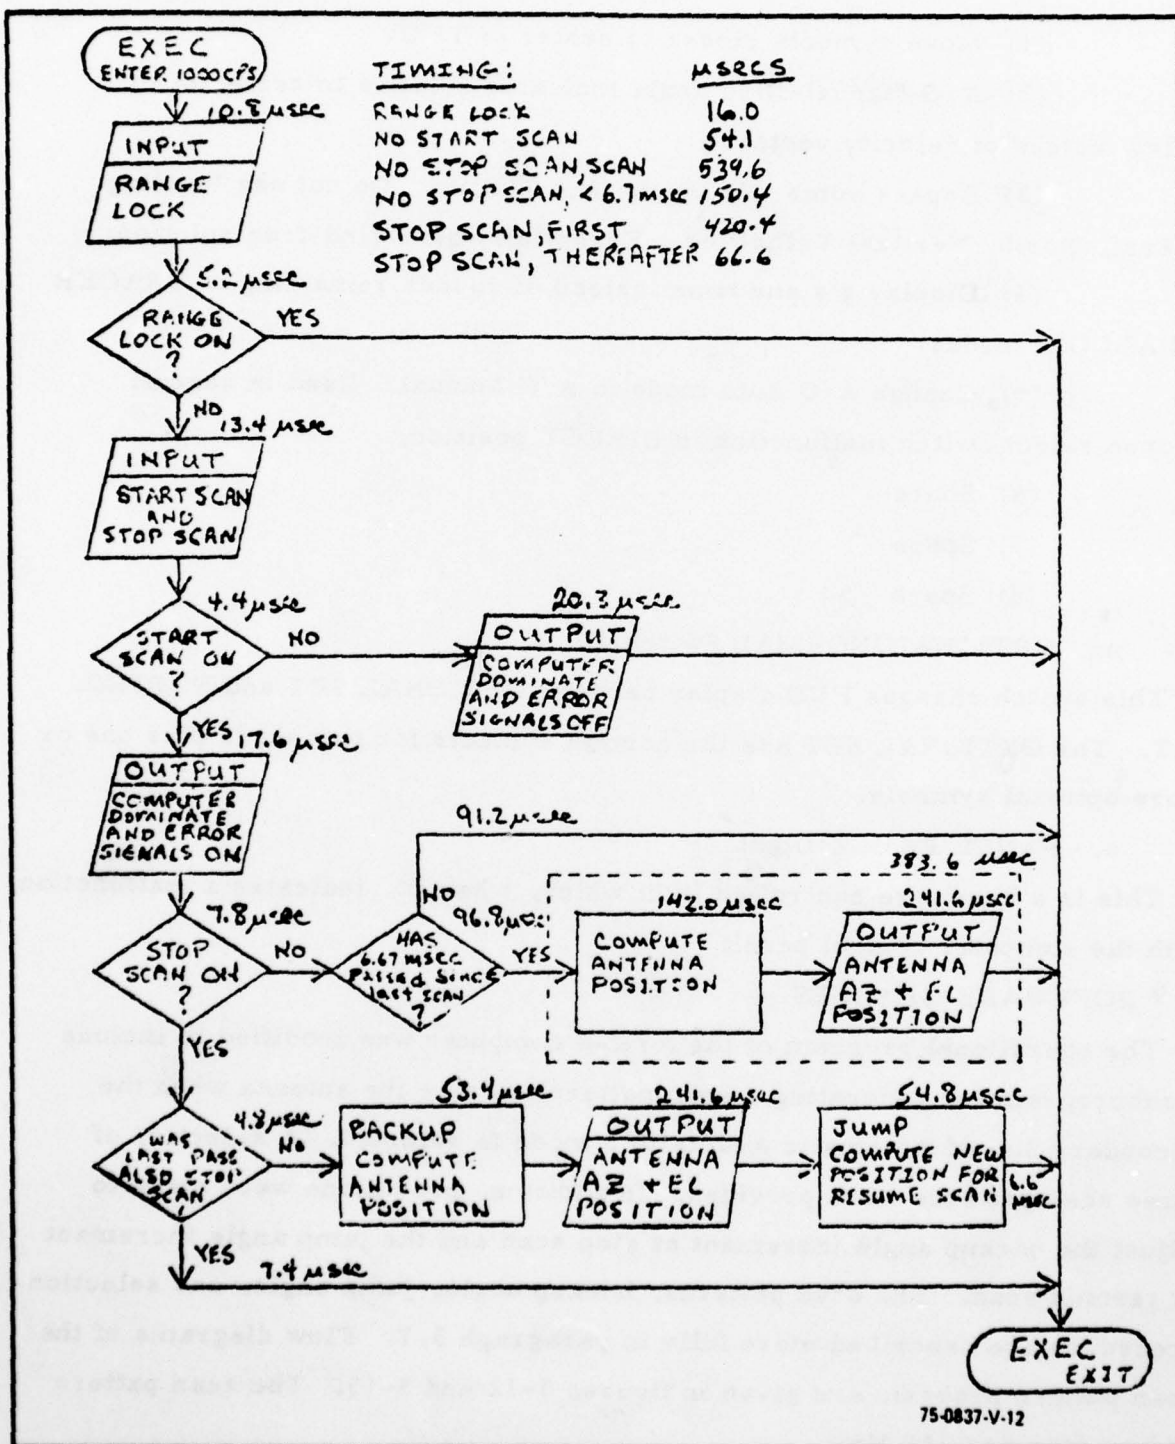 EXEC
ENTER 1000CPS
TIMING: μSECS
RANGE LOCK 16.0
NO START SCAN 54.1
NO STOP SCAN, SCAN 539.6
NO STOP SCAN, < 6.7 msec 150.4
STOP SCAN, FIRST 420.4
STOP SCAN, THEREAFTER 66.6
10.8 μsec
INPUT
RANGE
LOCK
5.2 μsec
RANGE
LOCK ON
?
YES
NO
13.4 μsec
INPUT
START SCAN
AND
STOP SCAN
4.4 μsec
START
SCAN ON
?
NO
20.3 μsec
OUTPUT
COMPUTER
DOMINATE
AND ERROR
SIGNALS OFF
YES
17.6 μsec
OUTPUT
COMPUTER
DOMINATE
AND ERROR
SIGNALS ON
7.8 μsec
STOP
SCAN ON
?
NO
91.2 μsec
NO
96.8 μsec
HAS
6.67 MSEC
PASSED SINCE
last SCAN
?
YES
383.6 μsec
142.0 μsec
COMPUTE
ANTENNA
POSITION
241.6 μsec
OUTPUT
ANTENNA
AZ + EL
POSITION
YES
4.8 μsec
WAS
LAST PASS
ALSO STOP
SCAN
?
NO
53.4 μsec
BACKUP
COMPUTE
ANTENNA
POSITION
241.6 μsec
OUTPUT
ANTENNA
AZ + EL
POSITION
54.8 μsec
JUMP
COMPUTE NEW
POSITION FOR
RESUME SCAN
6.6
μsec
YES
7.4 μsec
EXEC
EXIT
75-0837-V-12